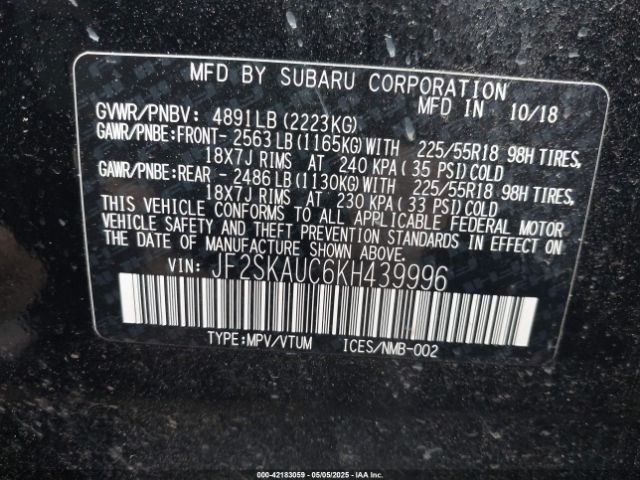 MFD BY SUBARU CORPORATION
MFD IN 10/18
GVWR/PNBV: 4891LB (2223KG)
GAWR/PNBE:FRONT- 2563 LB (1165KG) WITH 225/55R18 98H TIRES,
18X7J RIMS AT 240 KPA ( 35 PSI) COLD
GAWR/PNBE:REAR - 2486 LB (1130KG) WITH 225/55R18 98H TIRES,
18X7J RIMS AT 230 KPA ( 33 PSI) COLD
THIS VEHICLE CONFORMS TO ALL APPLICABLE FEDERAL MOTOR
VEHICLE SAFETY AND THEFT PREVENTION STANDARDS IN EFFECT ON
THE DATE OF MANUFACTURE SHOWN ABOVE.
VIN: JF2SKAUC6KH439996
TYPE:MPV/VTUM ICES/NMB-002
000-42183059 - 05/05/2025 - IAAI.COM